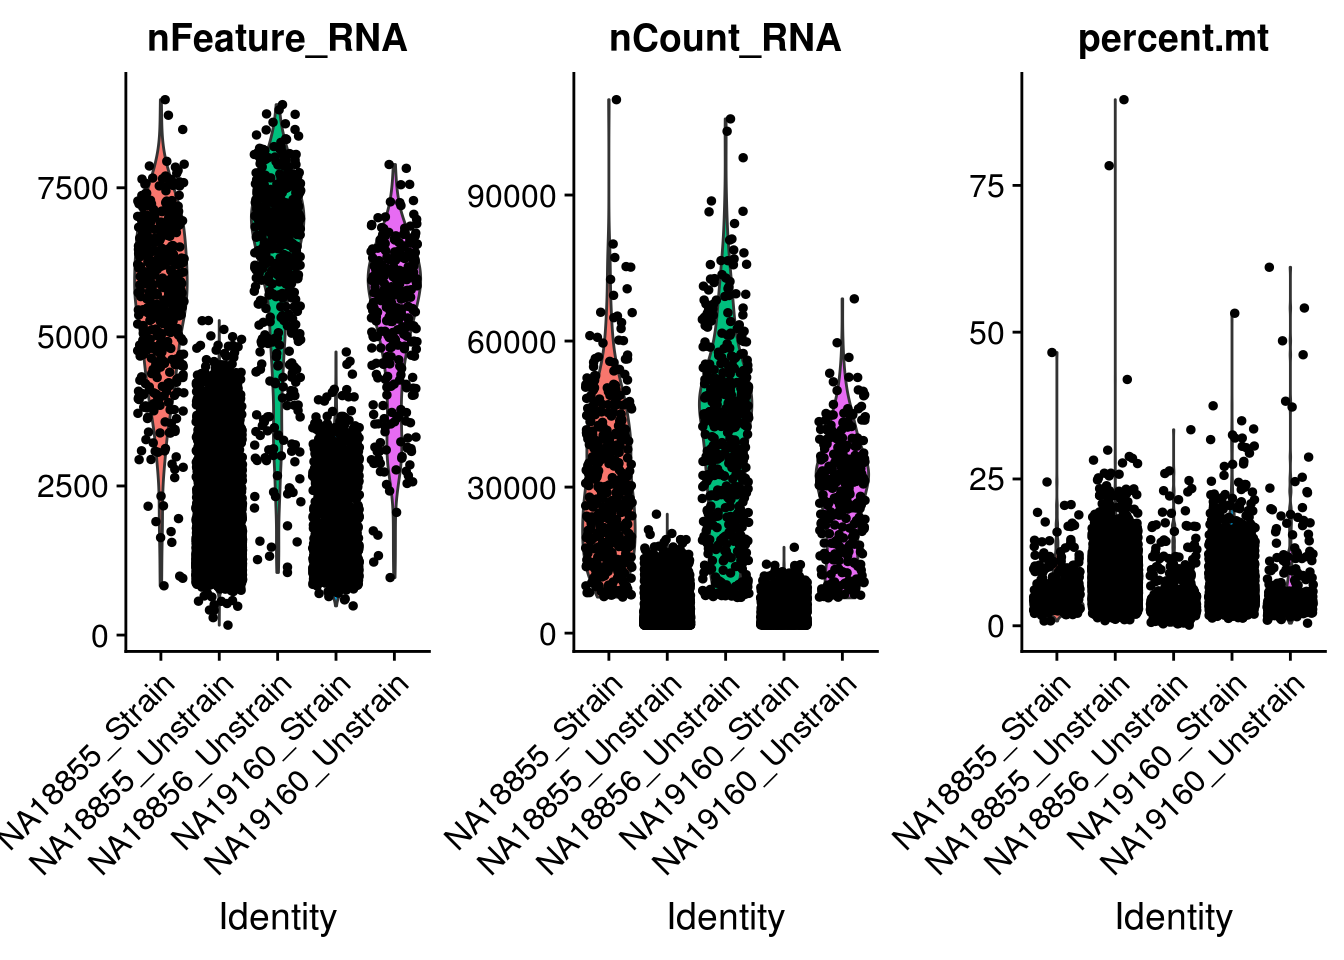 nFeature_RNA
7500
5000
2500
0
NA18855_Strain
NA18855_Unstrain
NA18856_Unstrain
NA19160_Strain
NA19160_Unstrain
Identity
nCount_RNA
90000
60000
30000
0
NA18855_Strain
NA18855_Unstrain
NA18856_Unstrain
NA19160_Strain
NA19160_Unstrain
Identity
percent.mt
75
50
25
0
NA18855_Strain
NA18855_Unstrain
NA18856_Unstrain
NA19160_Strain
NA19160_Unstrain
Identity